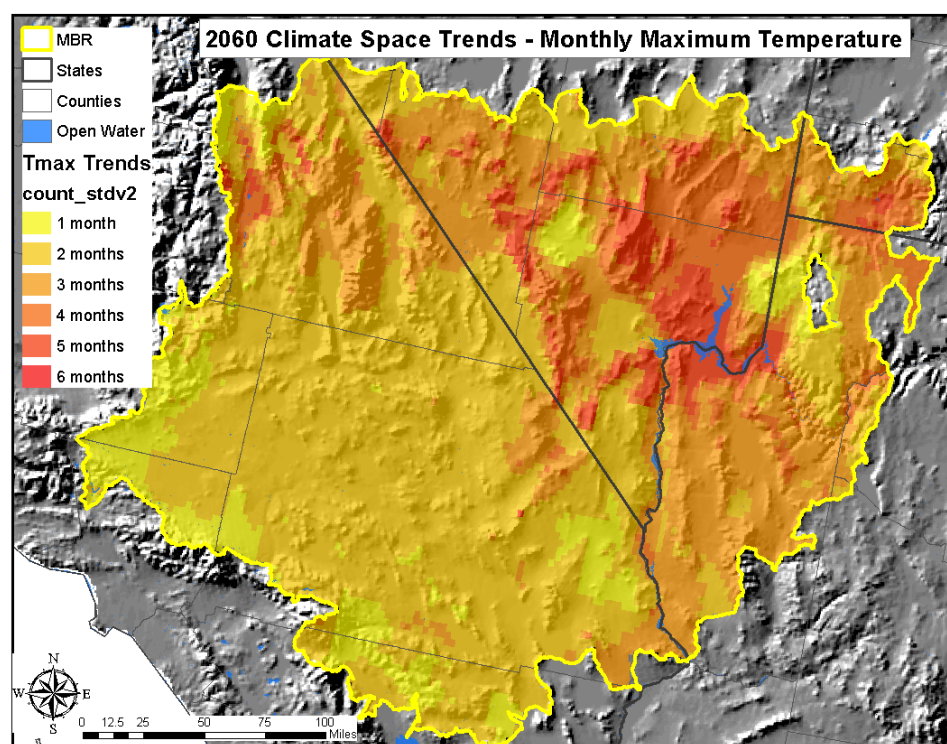 2060 Climate Space Trends - Monthly Maximum Temperature
MBR
States
Counties
Open Water
Tmax Trends
count_stdv2
1 month
2 months
3 months
4 months
5 months
6 months
N
W E
S
0 12.5 25 50 75 100
Miles